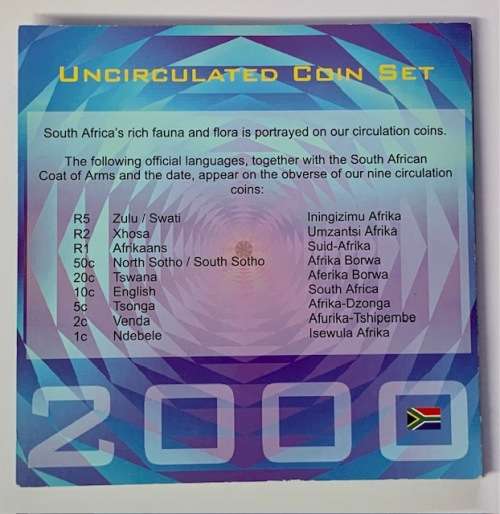 UNCIRCULATED COIN SET
South Africa's rich fauna and flora is portrayed on our circulation coins.
The following official languages, together with the South African
Coat of Arms and the date, appear on the obverse of our nine circulation
coins:
R5 Zulu / Swati Iningizimu Afrika
R2 Xhosa Umzantsi Afrika
R1 Afrikaans Suid-Afrika
50c North Sotho / South Sotho Afrika Borwa
20c Tswana Aferika Borwa
10c English South Africa
5c Tsonga Afrika-Dzonga
2c Venda Afurika-Tshipembe
1c Ndebele Isewula Afrika
2000